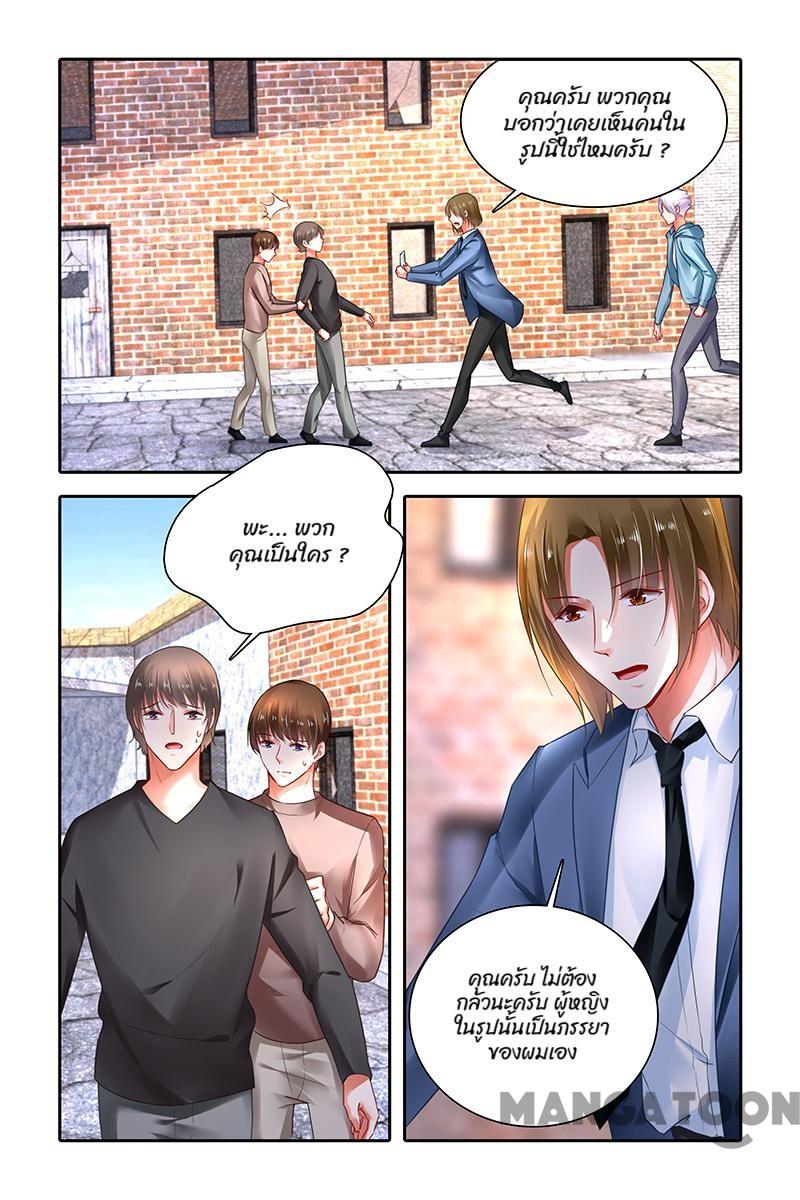 คุณครับ พวกคุณ
บอกว่าเคยเห็นคนใน
รูปนี้ใช่ไหมครับ ?
พะ... พวก
คุณเป็นใคร ?
คุณครับ ไม่ต้อง
กลัวนะครับ ผู้หญิง
ในรูปนั้นเป็นภรรยา
ของผมเอง
MANGATOON